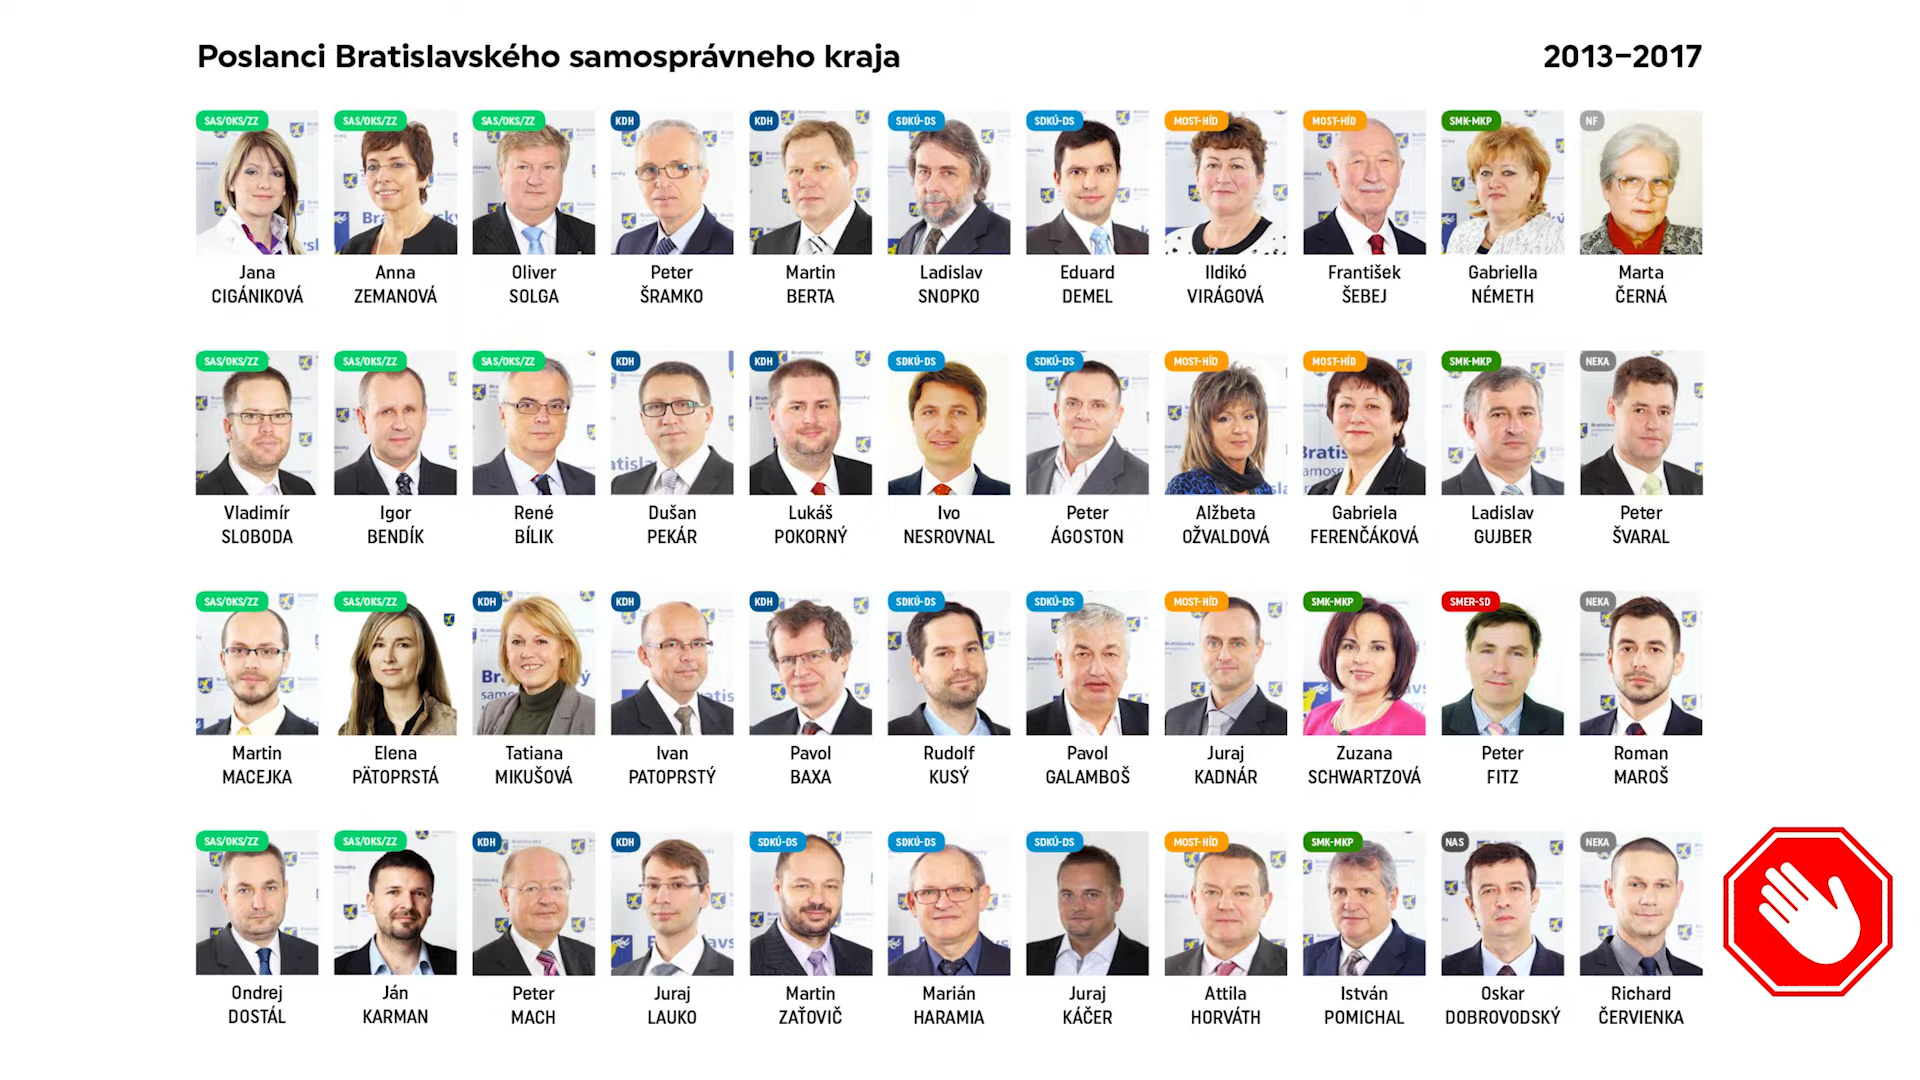 Poslanci Bratislavského samosprávneho kraja
2013–2017
SAS/OKS/ZZ
SAS/OKS/ZZ
SAS/OKS/ZZ
KDH
KDH
SDKÚ-DS
SDKÚ-DS
MOST-HÍD
MOST-HÍD
SMK-MKP
NF
Jana
CIGÁNIKOVÁ
Anna
ZEMANOVÁ
Oliver
SOLGA
Peter
ŠRAMKO
Martin
BERTA
Ladislav
SNOPKO
Eduard
DEMEL
Ildikó
VIRÁGOVÁ
František
ŠEBEJ
Gabriella
NÉMETH
Marta
ČERNÁ
SAS/OKS/ZZ
SAS/OKS/ZZ
SAS/OKS/ZZ
KDH
KDH
SDKÚ-DS
SDKÚ-DS
MOST-HÍD
MOST-HÍD
SMK-MKP
NEKA
Vladimír
SLOBODA
Igor
BENDÍK
René
BÍLIK
Dušan
PEKÁR
Lukáš
POKORNÝ
Ivo
NESROVNAL
Peter
ÁGOSTON
Alžbeta
OŽVALDOVÁ
Gabriela
FERENČÁKOVÁ
Ladislav
GUJBER
Peter
ŠVARAL
SAS/OKS/ZZ
SAS/OKS/ZZ
KDH
KDH
KDH
SDKÚ-DS
SDKÚ-DS
MOST-HÍD
SMK-MKP
SMER-SD
NEKA
Martin
MACEJKA
Elena
PÄTOPRSTÁ
Tatiana
MIKUŠOVÁ
Ivan
PATOPRSTÝ
Pavol
BAXA
Rudolf
KUSÝ
Pavol
GALAMBOŠ
Juraj
KADNÁR
Zuzana
SCHWARTZOVÁ
Peter
FITZ
Roman
MAROŠ
SAS/OKS/ZZ
SAS/OKS/ZZ
KDH
KDH
SDKÚ-DS
SDKÚ-DS
SDKÚ-DS
MOST-HÍD
SMK-MKP
NAS
NEKA
Ondrej
DOSTÁL
Ján
KARMAN
Peter
MACH
Juraj
LAUKO
Martin
ZAŤOVIČ
Marián
HARAMIA
Juraj
KÁČER
Attila
HORVÁTH
István
POMICHAL
Oskar
DOBROVODSKÝ
Richard
ČERVIENKA